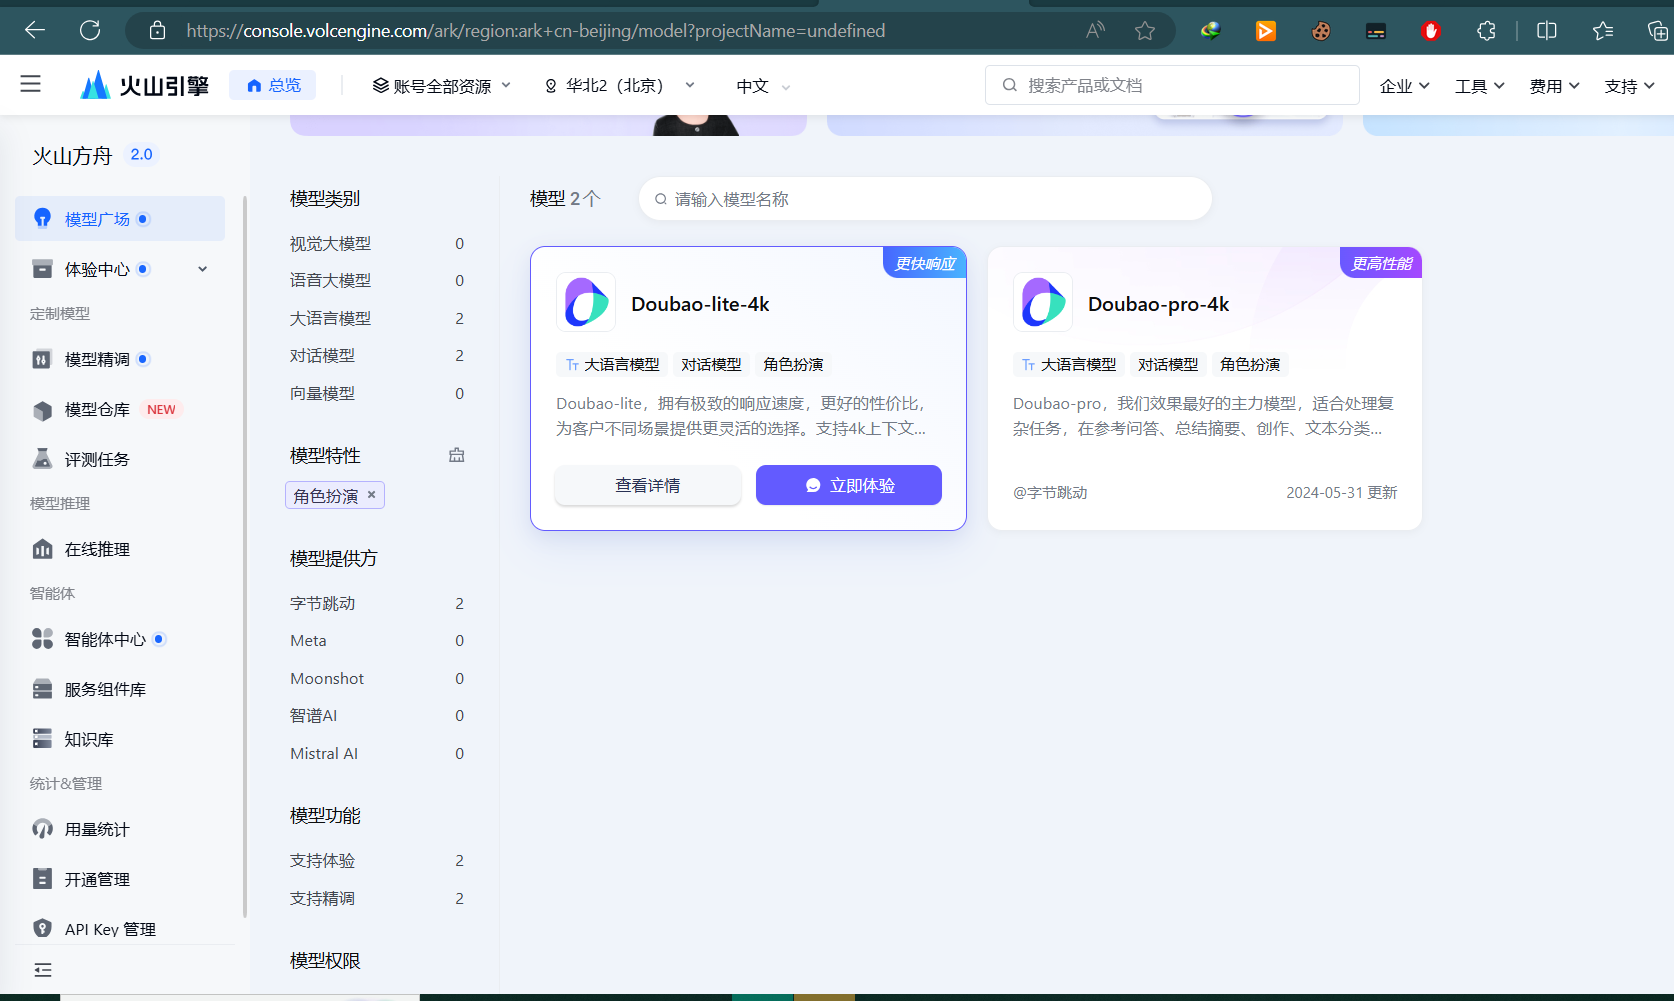 https://console.volcengine.com/ark/region:ark+cn-beijing/model?projectName=undefined
火山引擎
总览
账号全部资源
华北2（北京）
中文
搜索产品或文档
企业
工具
费用
支持
火山方舟 2.0
模型广场
体验中心
定制模型
模型精调
模型仓库 NEW
评测任务
模型推理
在线推理
智能体
智能体中心
服务组件库
知识库
统计&管理
用量统计
开通管理
API Key 管理
模型类别
视觉大模型 0
语音大模型 0
大语言模型 2
对话模型 2
向量模型 0
模型特性
角色扮演 ×
模型提供方
字节跳动 2
Meta 0
Moonshot 0
智谱AI 0
Mistral AI 0
模型功能
支持体验 2
支持精调 2
模型权限
模型 2个
请输入模型名称
更快响应
Doubao-lite-4k
大语言模型 对话模型 角色扮演
Doubao-lite，拥有极致的响应速度，更好的性价比，
为客户不同场景提供更灵活的选择。支持4k上下文...
查看详情
立即体验
更高性能
Doubao-pro-4k
大语言模型 对话模型 角色扮演
Doubao-pro，我们效果最好的主力模型，适合处理复
杂任务，在参考问答、总结摘要、创作、文本分类...
@字节跳动
2024-05-31 更新